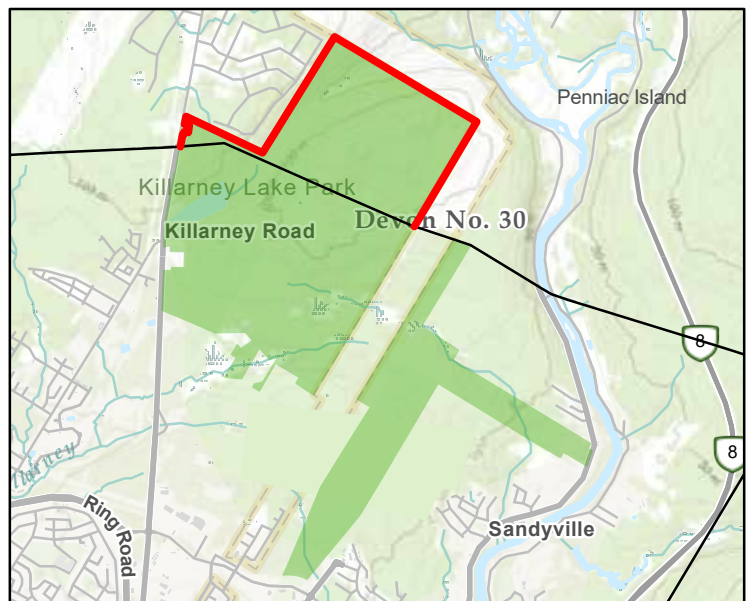 Penniac Island
Killarney Lake Park
Devon No. 30
Killarney Road
8
8
Ring Road
Sandyville